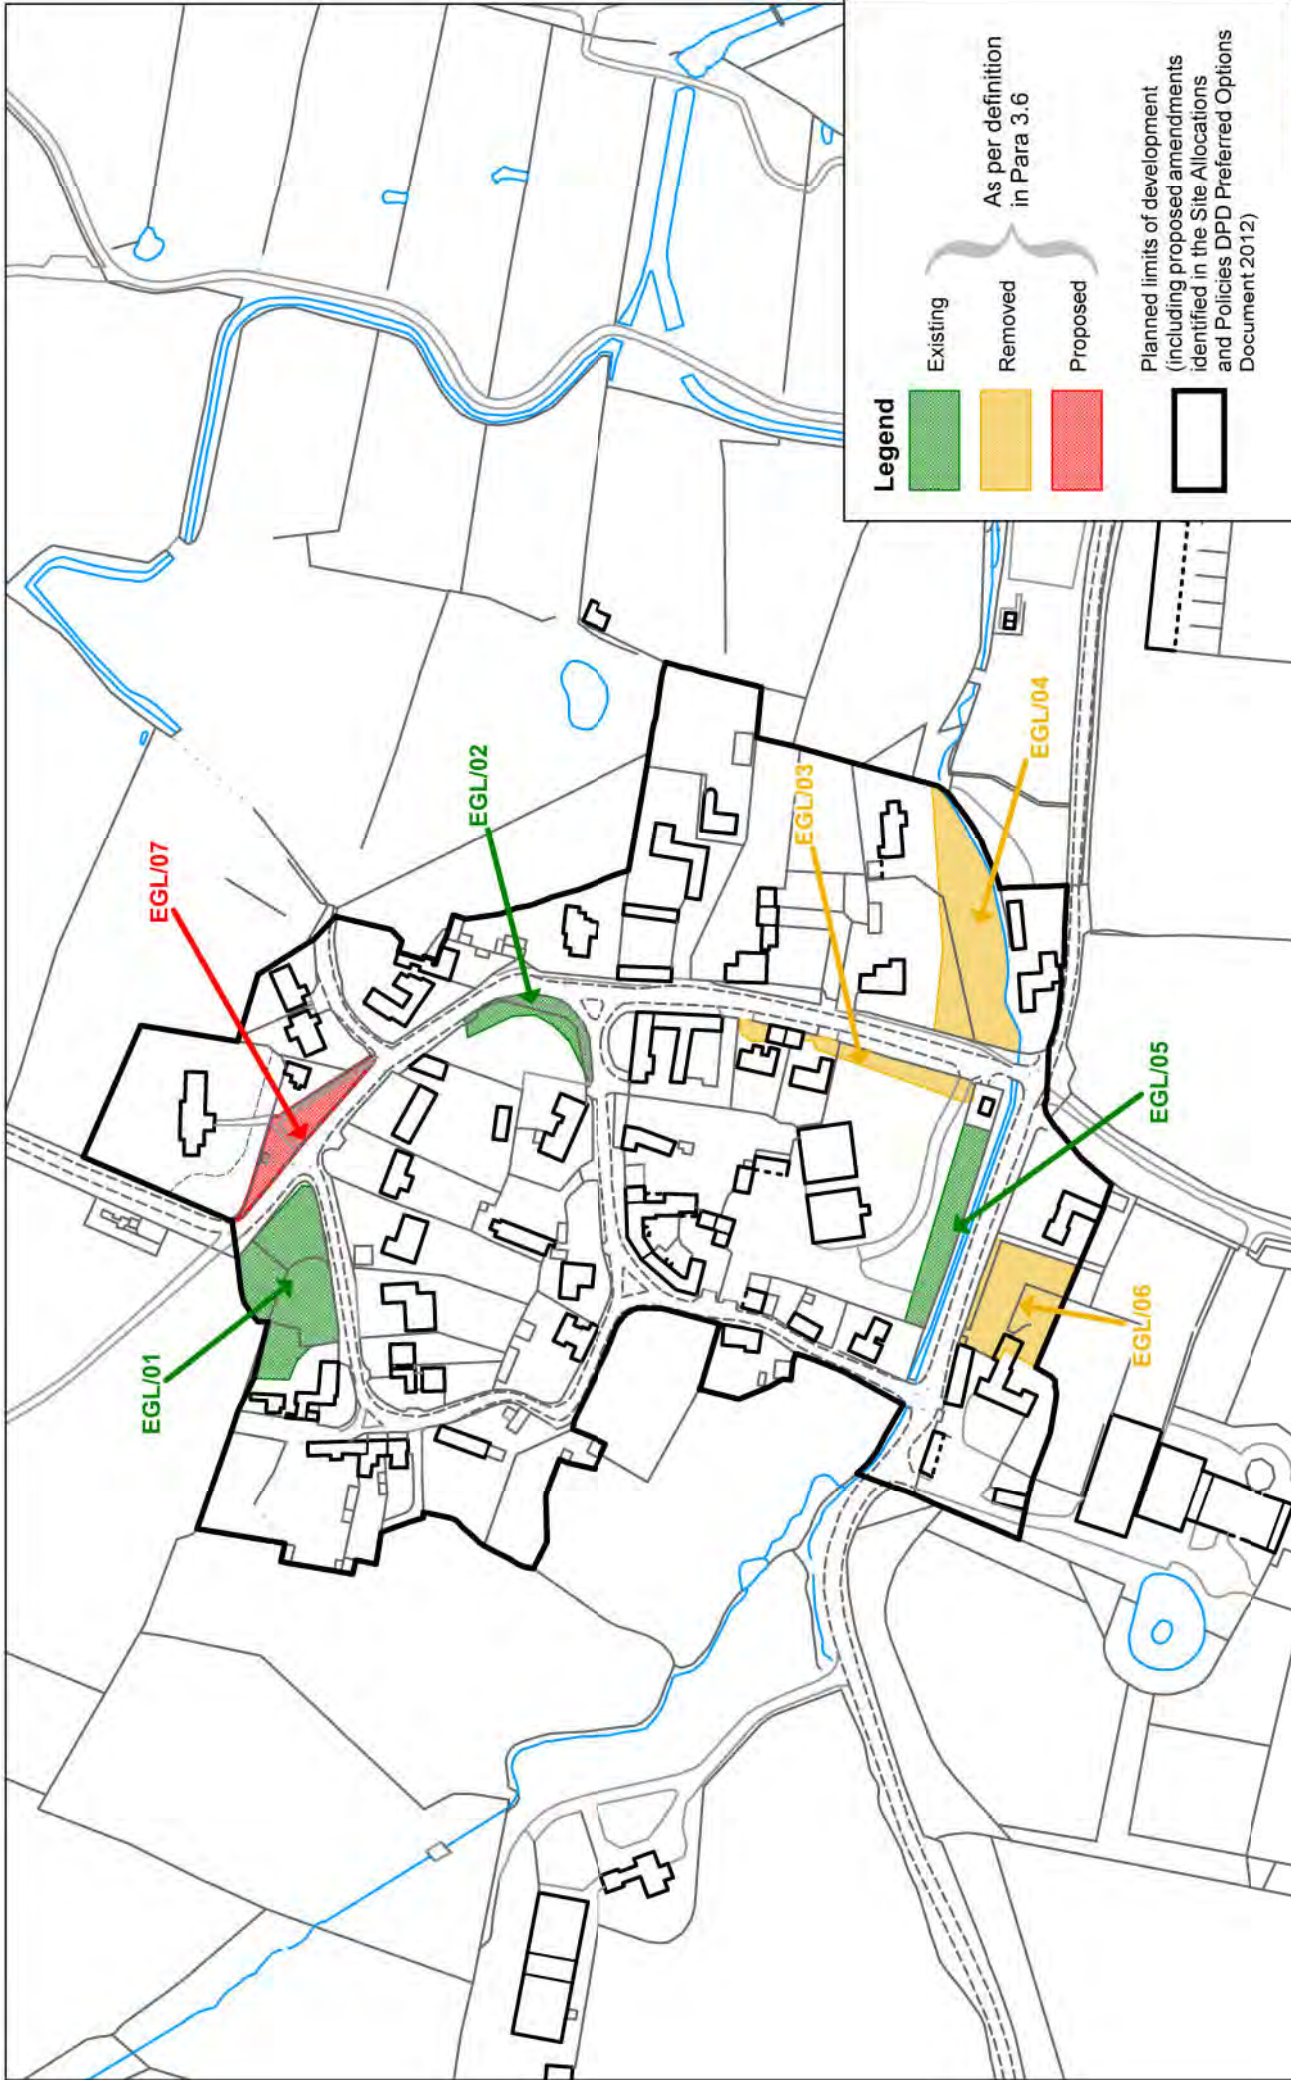 EGL/01
EGL/07
EGL/02
EGL/03
EGL/04
EGL/05
EGL/06
Legend
Existing
Removed
Proposed
As per definition
in Para 3.6
Planned limits of development
(including proposed amendments
identified in the Site Allocations
and Policies DPD Preferred Options
Document 2012)